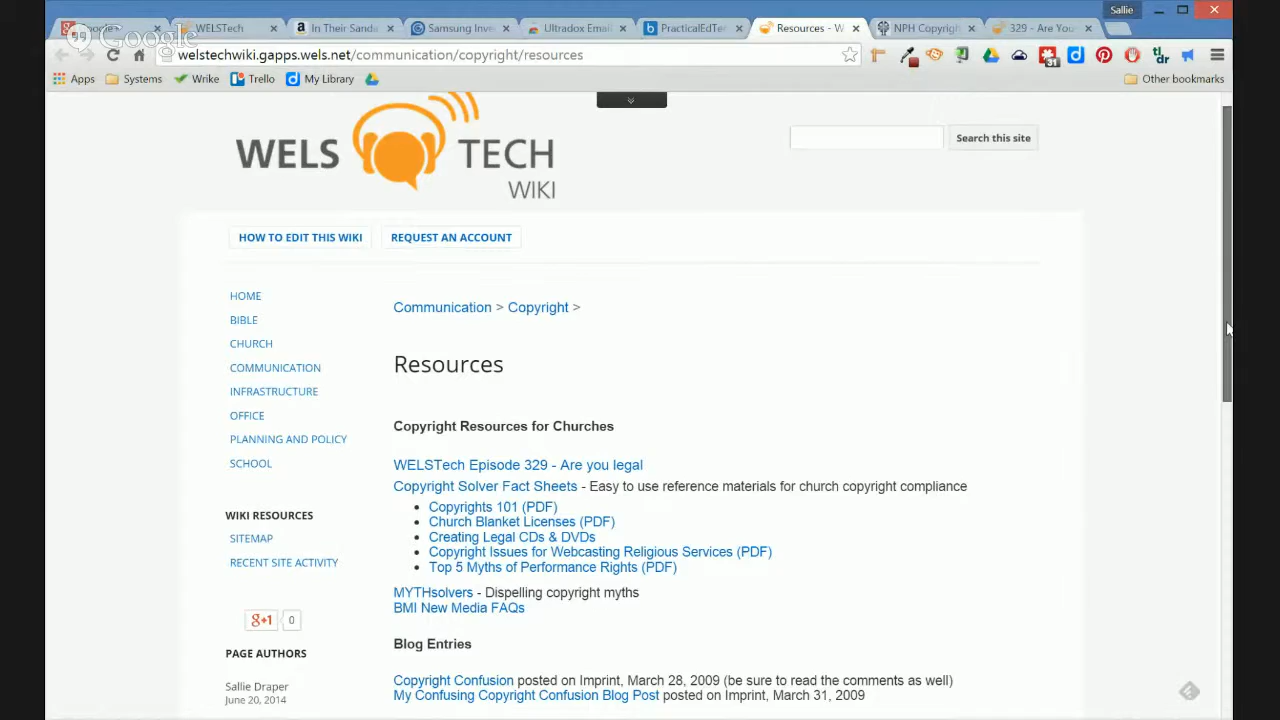 Sallie
WELSTech
In Their Sanda
Samsung Inve
Ultradox Email
PracticalEdTec
Resources - W
NPH Copyrigh
329 - Are You
Google
welstechwiki.gapps.wels.net/communication/copyright/resources
31
tl;dr
Apps
Systems
Wrike
Trello
My Library
Other bookmarks
WELS TECH
WIKI
Search this site
HOW TO EDIT THIS WIKI
REQUEST AN ACCOUNT
HOME
BIBLE
CHURCH
COMMUNICATION
INFRASTRUCTURE
OFFICE
PLANNING AND POLICY
SCHOOL
WIKI RESOURCES
SITEMAP
RECENT SITE ACTIVITY
g+1 0
PAGE AUTHORS
Sallie Draper
June 20, 2014
Communication > Copyright >
Resources
Copyright Resources for Churches
WELSTech Episode 329 - Are you legal
Copyright Solver Fact Sheets - Easy to use reference materials for church copyright compliance
Copyrights 101 (PDF)
Church Blanket Licenses (PDF)
Creating Legal CDs & DVDs
Copyright Issues for Webcasting Religious Services (PDF)
Top 5 Myths of Performance Rights (PDF)
MYTHsolvers - Dispelling copyright myths
BMI New Media FAQs
Blog Entries
Copyright Confusion posted on Imprint, March 28, 2009 (be sure to read the comments as well)
My Confusing Copyright Confusion Blog Post posted on Imprint, March 31, 2009